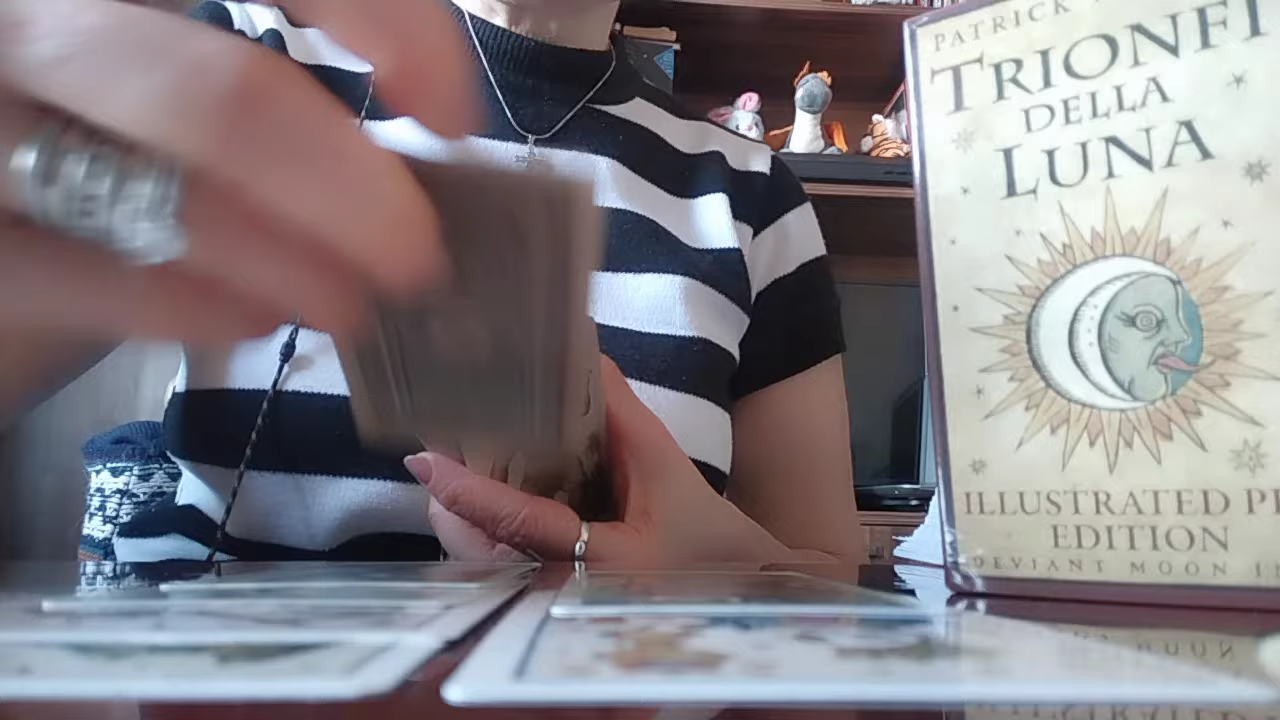 PATRICK
TRIONFI
DELLA
LUNA
ILLUSTRATED
EDITION
DEVIANT MOON